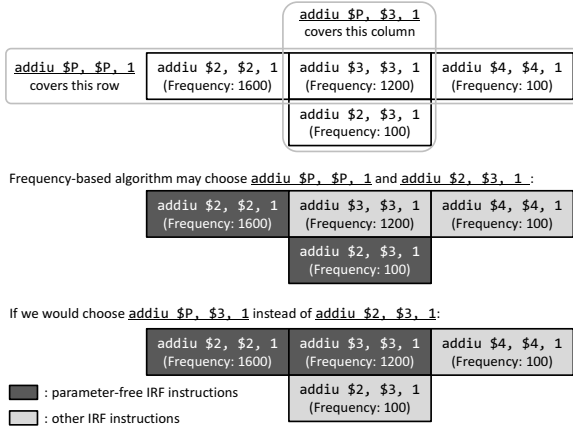 addiu $P, $3, 1
covers this column
addiu $P, $P, 1
covers this row
addiu $2, $2, 1
(Frequency: 1600)
addiu $3, $3, 1
(Frequency: 1200)
addiu $4, $4, 1
(Frequency: 100)
addiu $2, $3, 1
(Frequency: 100)
Frequency-based algorithm may choose addiu $P, $P, 1 and addiu $2, $3, 1 :
addiu $2, $2, 1
(Frequency: 1600)
addiu $3, $3, 1
(Frequency: 1200)
addiu $4, $4, 1
(Frequency: 100)
addiu $2, $3, 1
(Frequency: 100)
If we would choose addiu $P, $3, 1 instead of addiu $2, $3, 1:
addiu $2, $2, 1
(Frequency: 1600)
addiu $3, $3, 1
(Frequency: 1200)
addiu $4, $4, 1
(Frequency: 100)
addiu $2, $3, 1
(Frequency: 100)
: parameter-free IRF instructions
: other IRF instructions